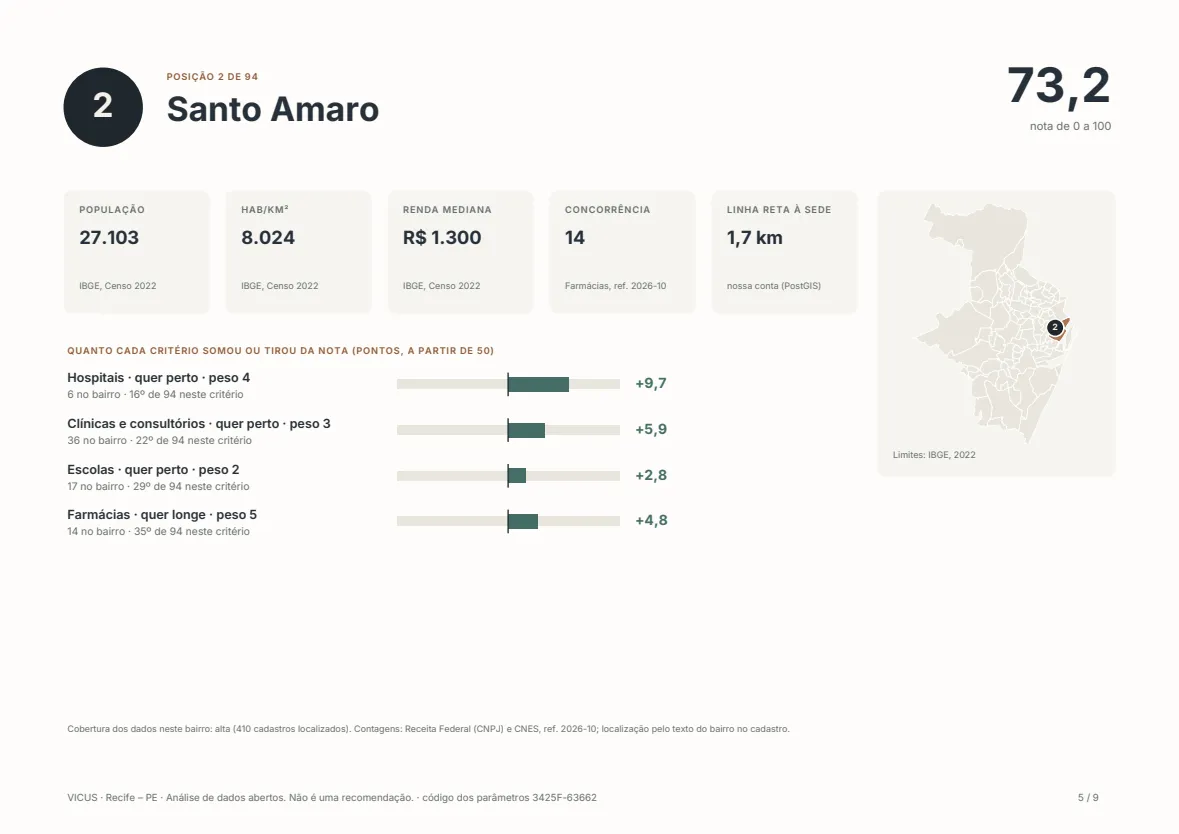 2
POSIÇÃO 2 DE 94
Santo Amaro
73,2
nota de 0 a 100
POPULAÇÃO
27.103
IBGE, Censo 2022
HAB/KM²
8.024
IBGE, Censo 2022
RENDA MEDIANA
R$ 1.300
IBGE, Censo 2022
CONCORRÊNCIA
14
Farmácias, ref. 2026-10
LINHA RETA À SEDE
1,7 km
nossa conta (PostGIS)
2
Limites: IBGE, 2022
QUANTO CADA CRITÉRIO SOMOU OU TIROU DA NOTA (PONTOS, A PARTIR DE 50)
Hospitais · quer perto · peso 4
6 no bairro · 16º de 94 neste critério
+9,7
Clínicas e consultórios · quer perto · peso 3
36 no bairro · 22º de 94 neste critério
+5,9
Escolas · quer perto · peso 2
17 no bairro · 29º de 94 neste critério
+2,8
Farmácias · quer longe · peso 5
14 no bairro · 35º de 94 neste critério
+4,8
Cobertura dos dados neste bairro: alta (410 cadastros localizados). Contagens: Receita Federal (CNPJ) e CNES, ref. 2026-10; localização pelo texto do bairro no cadastro.
VICUS · Recife – PE · Análise de dados abertos. Não é uma recomendação. · código dos parâmetros 3425F-63662
5 / 9